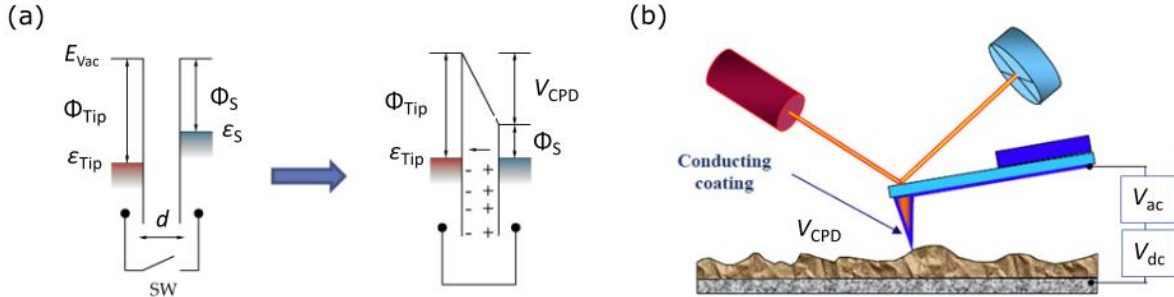 (a)
E_Vac
Φ_Tip
Φ_S
ε_S
ε_Tip
d
SW
Φ_Tip
V_CPD
ε_Tip
Φ_S
- +
- +
- +
- +
(b)
Conducting
coating
V_CPD
V_ac
V_dc